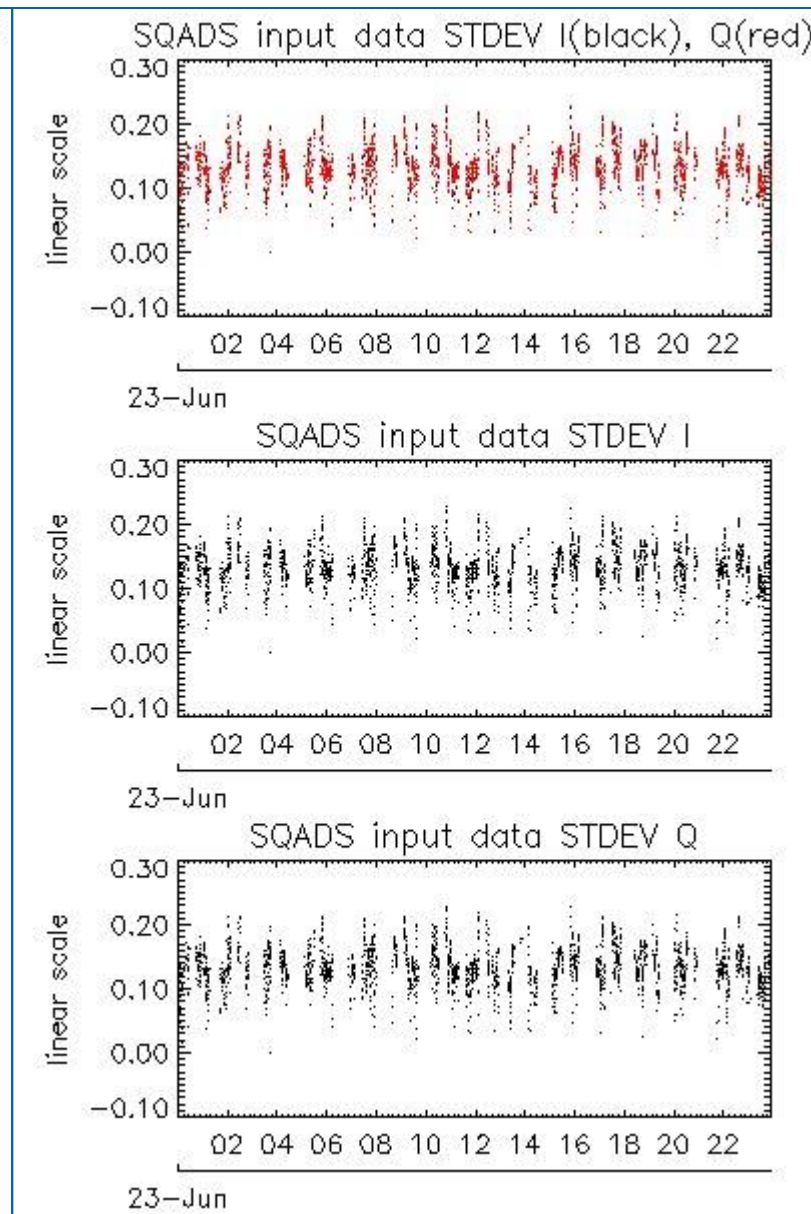 SQADS input data STDEV I(black), Q(red)
0.30
0.20
0.10
0.00
-0.10
linear scale
02 04 06 08 10 12 14 16 18 20 22
23-Jun
SQADS input data STDEV I
0.30
0.20
0.10
0.00
-0.10
linear scale
02 04 06 08 10 12 14 16 18 20 22
23-Jun
SQADS input data STDEV Q
0.30
0.20
0.10
0.00
-0.10
linear scale
02 04 06 08 10 12 14 16 18 20 22
23-Jun